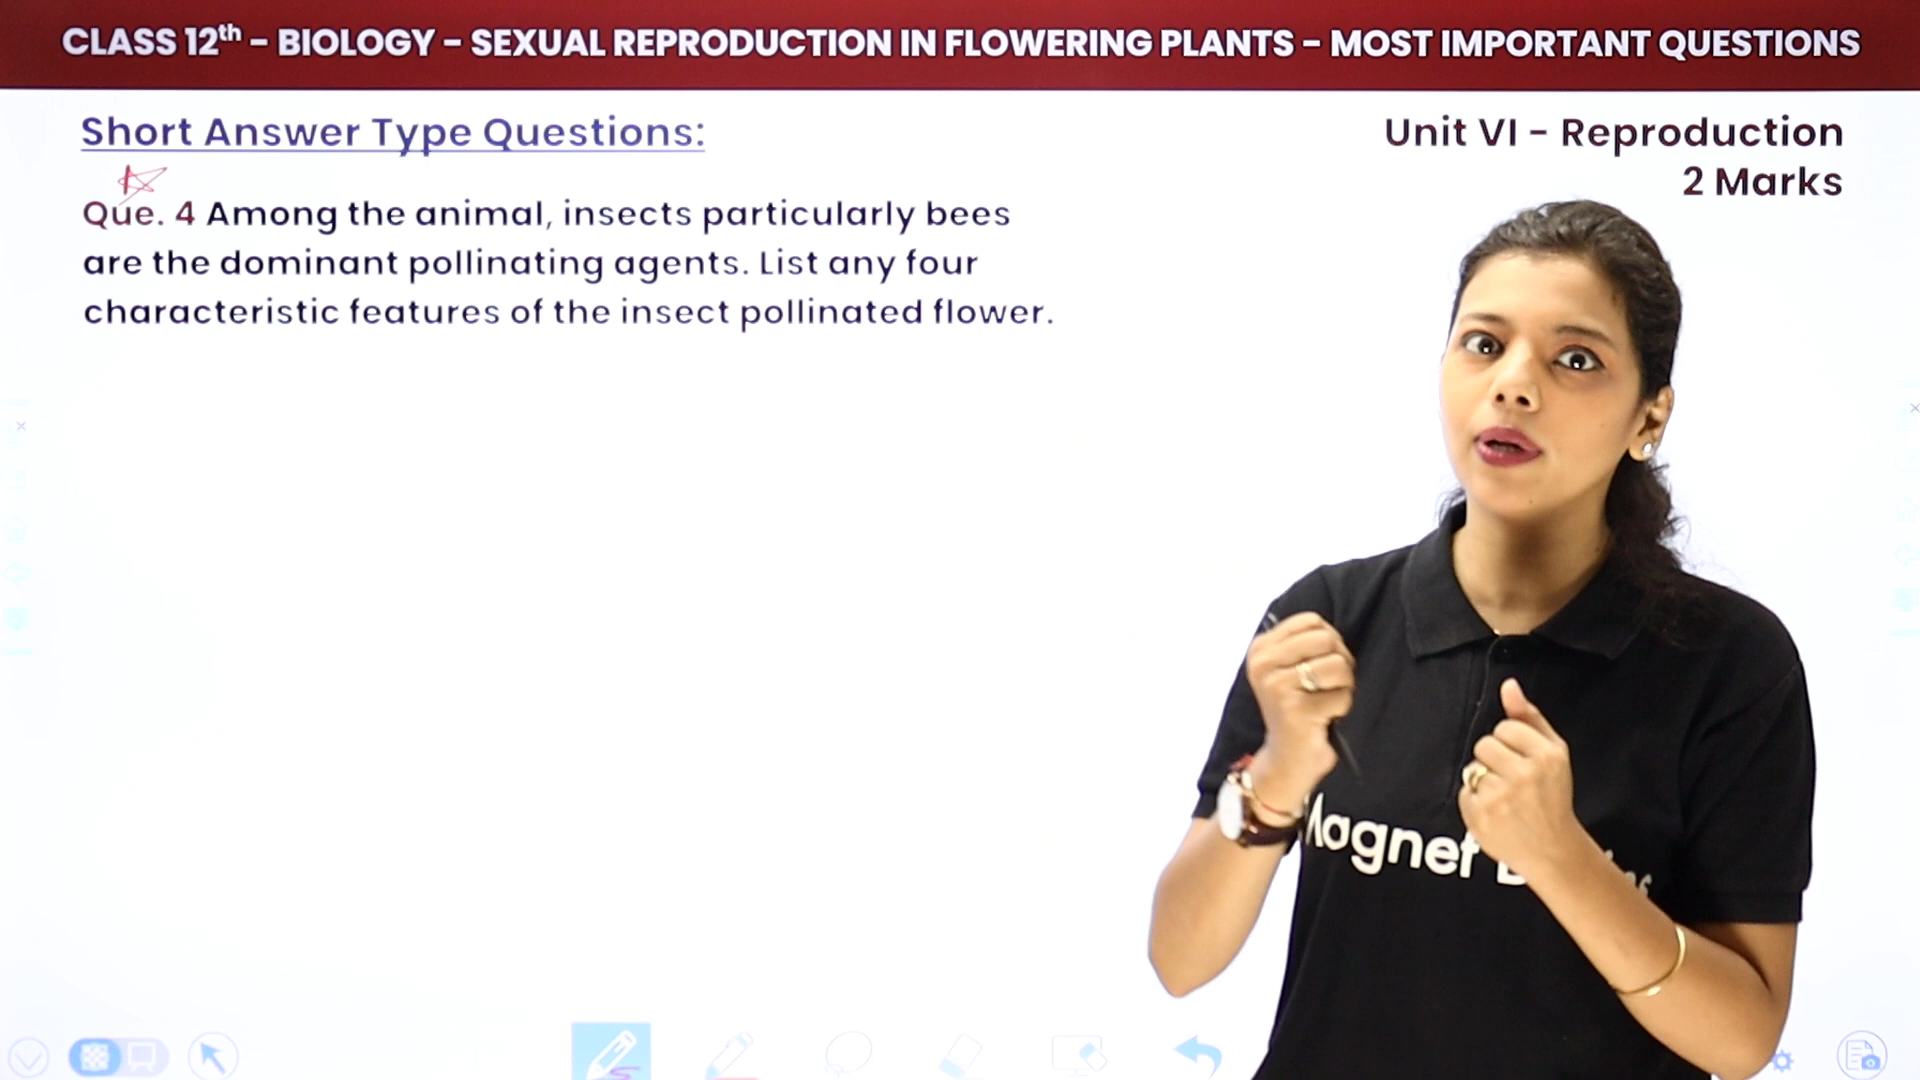 CLASS 12th – BIOLOGY – SEXUAL REPRODUCTION IN FLOWERING PLANTS – MOST IMPORTANT QUESTIONS
Short Answer Type Questions:
Unit VI – Reproduction
2 Marks
Que. 4 Among the animal, insects particularly bees
are the dominant pollinating agents. List any four
characteristic features of the insect pollinated flower.
Magnet